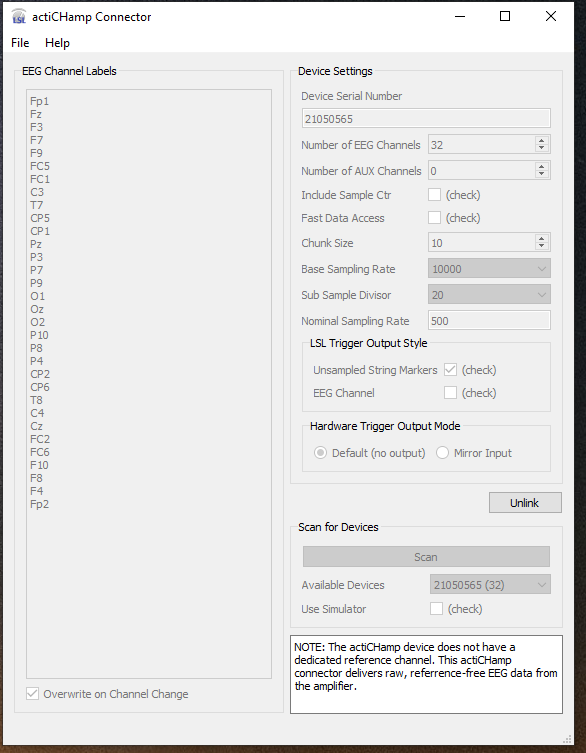 LSL
actiCHamp Connector
File
Help
EEG Channel Labels
Fp1
Fz
F3
F7
F9
FC5
FC1
C3
T7
CP5
CP1
Pz
P3
P7
P9
O1
Oz
O2
P10
P8
P4
CP2
CP6
T8
C4
Cz
FC2
FC6
F10
F8
F4
Fp2
Overwrite on Channel Change
Device Settings
Device Serial Number
21050565
Number of EEG Channels 32
Number of AUX Channels 0
Include Sample Ctr (check)
Fast Data Access (check)
Chunk Size 10
Base Sampling Rate 10000
Sub Sample Divisor 20
Nominal Sampling Rate 500
LSL Trigger Output Style
Unsampled String Markers (check)
EEG Channel (check)
Hardware Trigger Output Mode
Default (no output) Mirror Input
Unlink
Scan for Devices
Scan
Available Devices 21050565 (32)
Use Simulator (check)
NOTE: The actiCHamp device does not have a
dedicated reference channel. This actiCHamp
connector delivers raw, referrence-free EEG data from
the amplifier.